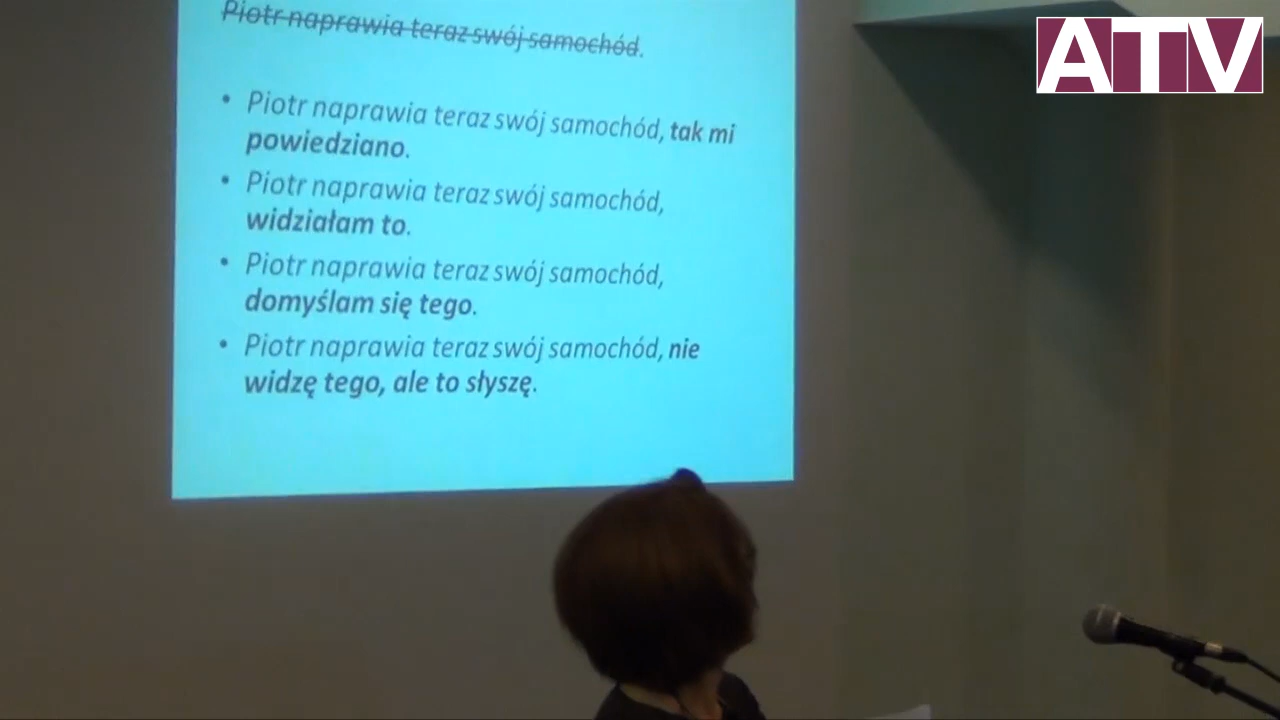 Piotr naprawia teraz swój samochód.
• Piotr naprawia teraz swój samochód, tak mi
powiedziano.
• Piotr naprawia teraz swój samochód,
widziałam to.
• Piotr naprawia teraz swój samochód,
domyślam się tego.
• Piotr naprawia teraz swój samochód, nie
widzę tego, ale to słyszę.
ATV